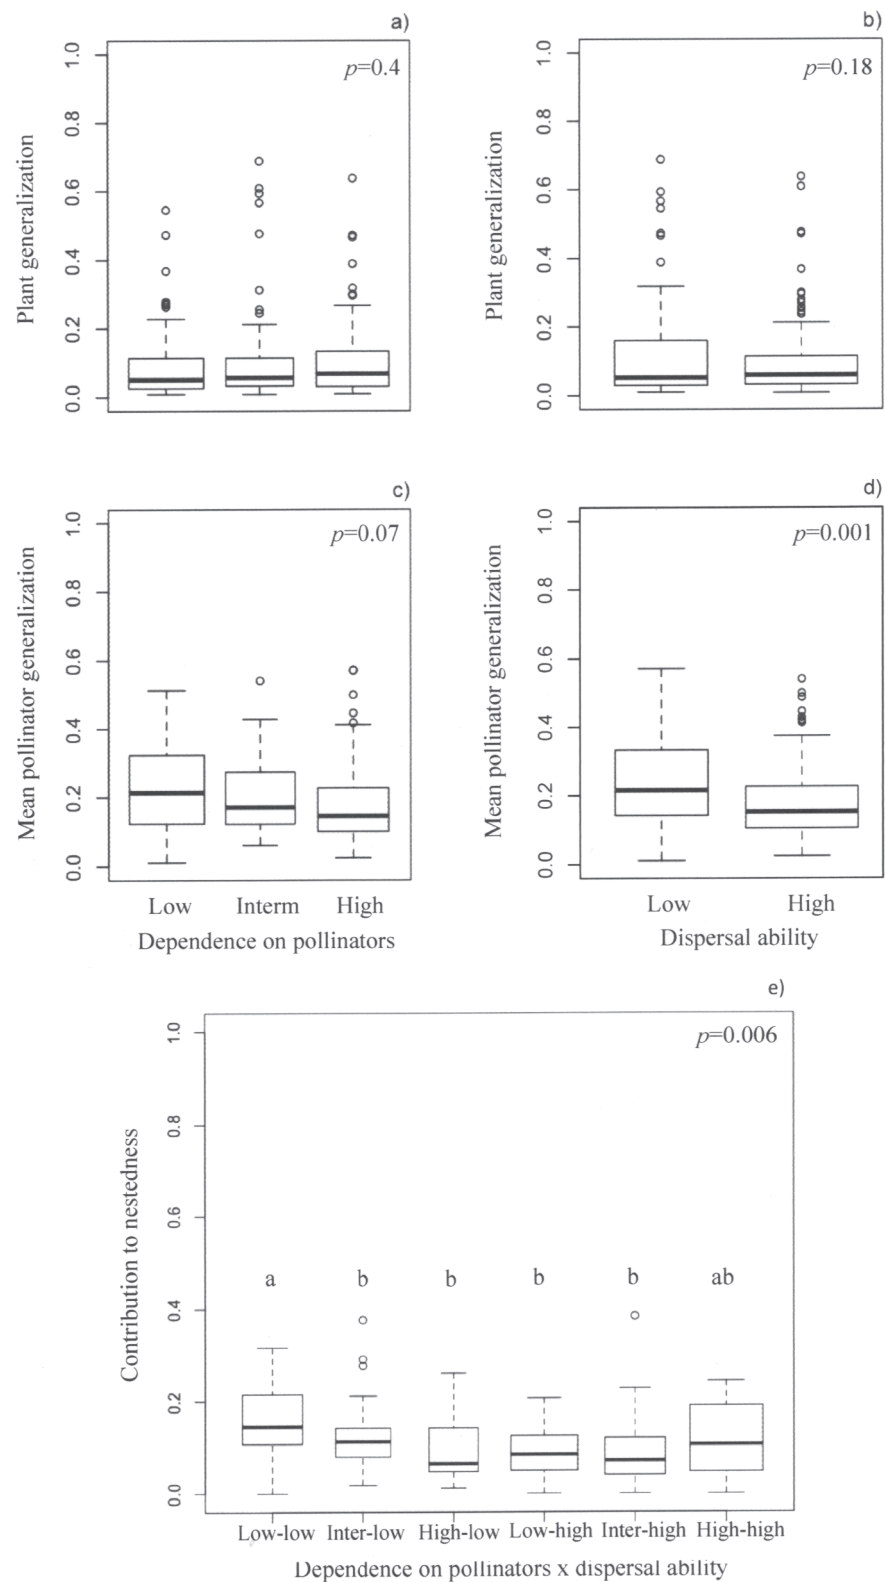 a)
p=0.4
Plant generalization
1.0
0.8
0.6
0.4
0.2
0.0
b)
p=0.18
Plant generalization
1.0
0.8
0.6
0.4
0.2
0.0
c)
p=0.07
Mean pollinator generalization
1.0
0.8
0.6
0.4
0.2
0.0
Low Interm High
Dependence on pollinators
d)
p=0.001
Mean pollinator generalization
1.0
0.8
0.6
0.4
0.2
0.0
Low High
Dispersal ability
e)
p=0.006
Contribution to nestedness
1.0
0.8
0.6
0.4
0.2
0.0
a b b b b ab
Low-low Inter-low High-low Low-high Inter-high High-high
Dependence on pollinators x dispersal ability